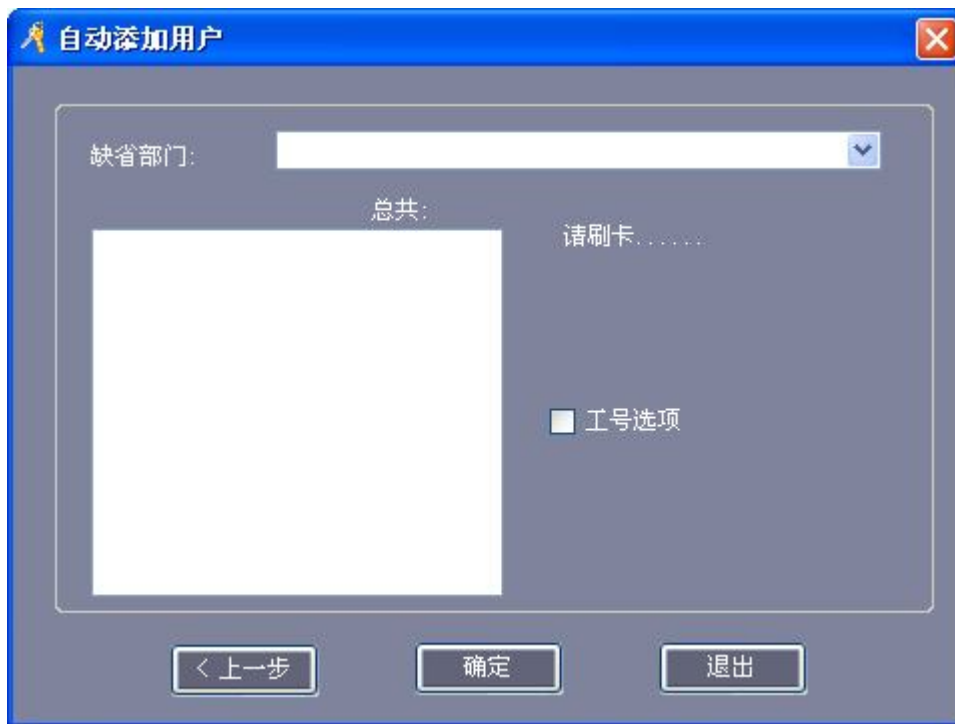 自动添加用户
缺省部门:
总共:
请刷卡......
工号选项
< 上一步
确定
退出